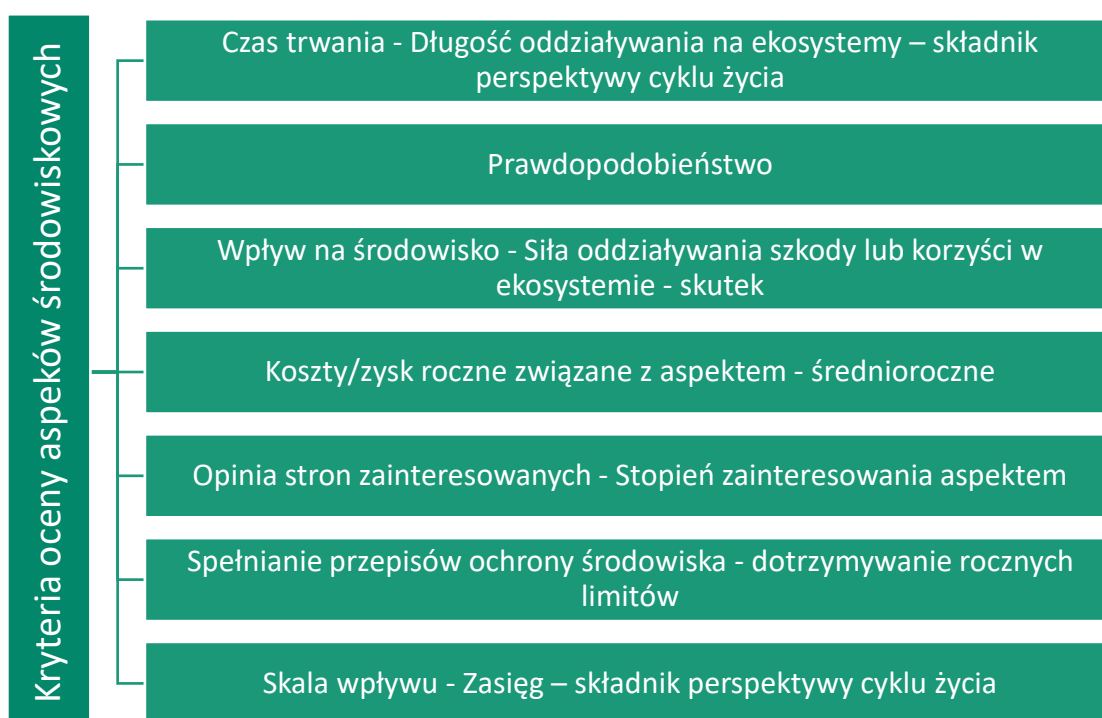 Kryteria oceny aspeków środowiskowych
Czas trwania - Długość oddziaływania na ekosystemy – składnik
perspektywy cyklu życia
Prawdopodobieństwo
Wpływ na środowisko - Siła oddziaływania szkody lub korzyści w
ekosystemie - skutek
Koszty/zysk roczne związane z aspektem - średnioroczne
Opinia stron zainteresowanych - Stopień zainteresowania aspektem
Spełnianie przepisów ochrony środowiska - dotrzymywanie rocznych
limitów
Skala wpływu - Zasięg – składnik perspektywy cyklu życia